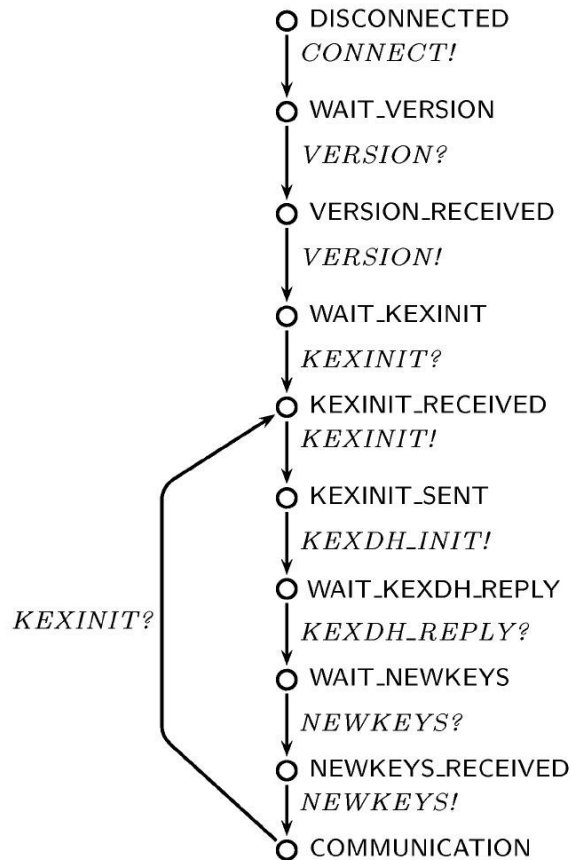 DISCONNECTED
CONNECT!
WAIT_VERSION
VERSION?
VERSION_RECEIVED
VERSION!
WAIT_KEXINIT
KEXINIT?
KEXINIT_RECEIVED
KEXINIT!
KEXINIT_SENT
KEXDH_INIT!
WAIT_KEXDH_REPLY
KEXINIT?
KEXDH_REPLY?
WAIT_NEWKEYS
NEWKEYS?
NEWKEYS_RECEIVED
NEWKEYS!
COMMUNICATION